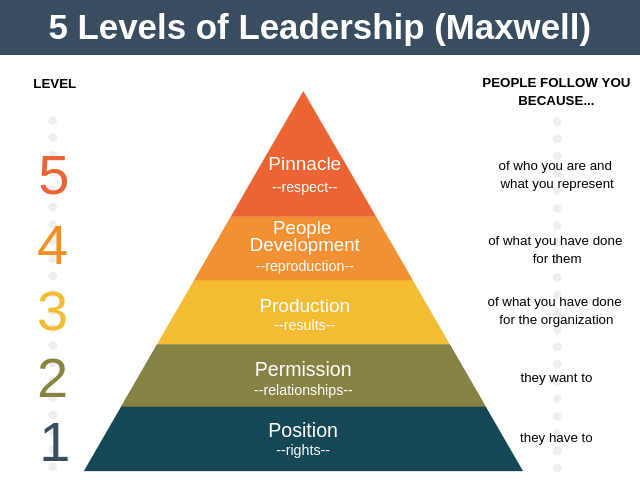 5 Levels of Leadership (Maxwell)
LEVEL
PEOPLE FOLLOW YOU
BECAUSE...
5
Pinnacle
--respect--
of who you are and
what you represent
4
People
Development
--reproduction--
of what you have done
for them
3
Production
--results--
of what you have done
for the organization
2
Permission
--relationships--
they want to
1
Position
--rights--
they have to